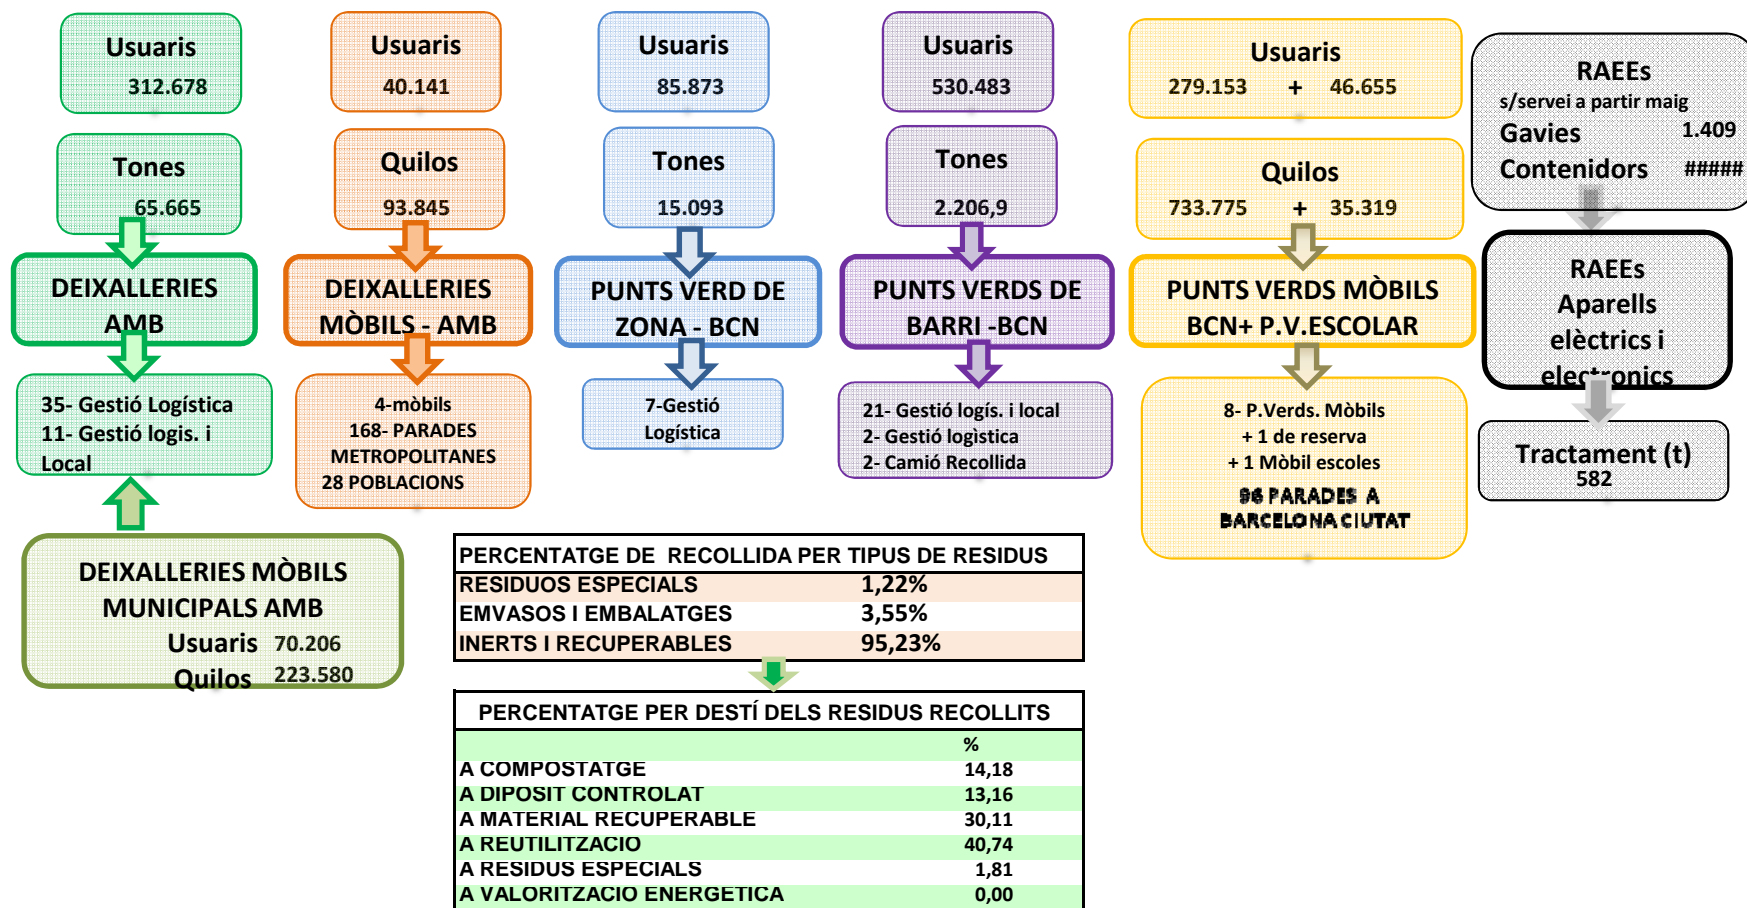 Usuaris
312.678
Tones
65.665
DEIXALLERIES
AMB
35- Gestió Logística
11- Gestió logis. i
Local
DEIXALLERIES MÒBILS
MUNICIPALS AMB
Usuaris 70.206
Quilos 223.580
Usuaris
40.141
Quilos
93.845
DEIXALLERIES
MÒBILS - AMB
4-mòbils
168- PARADES
METROPOLITANES
28 POBLACIONS
Usuaris
85.873
Tones
15.093
PUNTS VERD DE
ZONA - BCN
7-Gestió
Logística
Usuaris
530.483
Tones
2.206,9
PUNTS VERDS DE
BARRI -BCN
21- Gestió logís. i local
2- Gestió logìstica
2- Camió Recollida
Usuaris
279.153 + 46.655
Quilos
733.775 + 35.319
PUNTS VERDS MÒBILS
BCN+ P.V.ESCOLAR
8- P.Verds. Mòbils
+ 1 de reserva
+ 1 Mòbil escoles
96 PARADES A
BARCELONA CIUTAT
RAEEs
s/servei a partir maig
Gavies 1.409
Contenidors #####
RAEEs
Aparells
elèctrics i
electronics
Tractament (t)
582
PERCENTATGE DE RECOLLIDA PER TIPUS DE RESIDUS
RESIDUOS ESPECIALS 1,22%
EMVASOS I EMBALATGES 3,55%
INERTS I RECUPERABLES 95,23%
PERCENTATGE PER DESTÍ DELS RESIDUS RECOLLITS
%
A COMPOSTATGE 14,18
A DIPOSIT CONTROLAT 13,16
A MATERIAL RECUPERABLE 30,11
A REUTILITZACIO 40,74
A RESIDUS ESPECIALS 1,81
A VALORITZACIO ENERGETICA 0,00